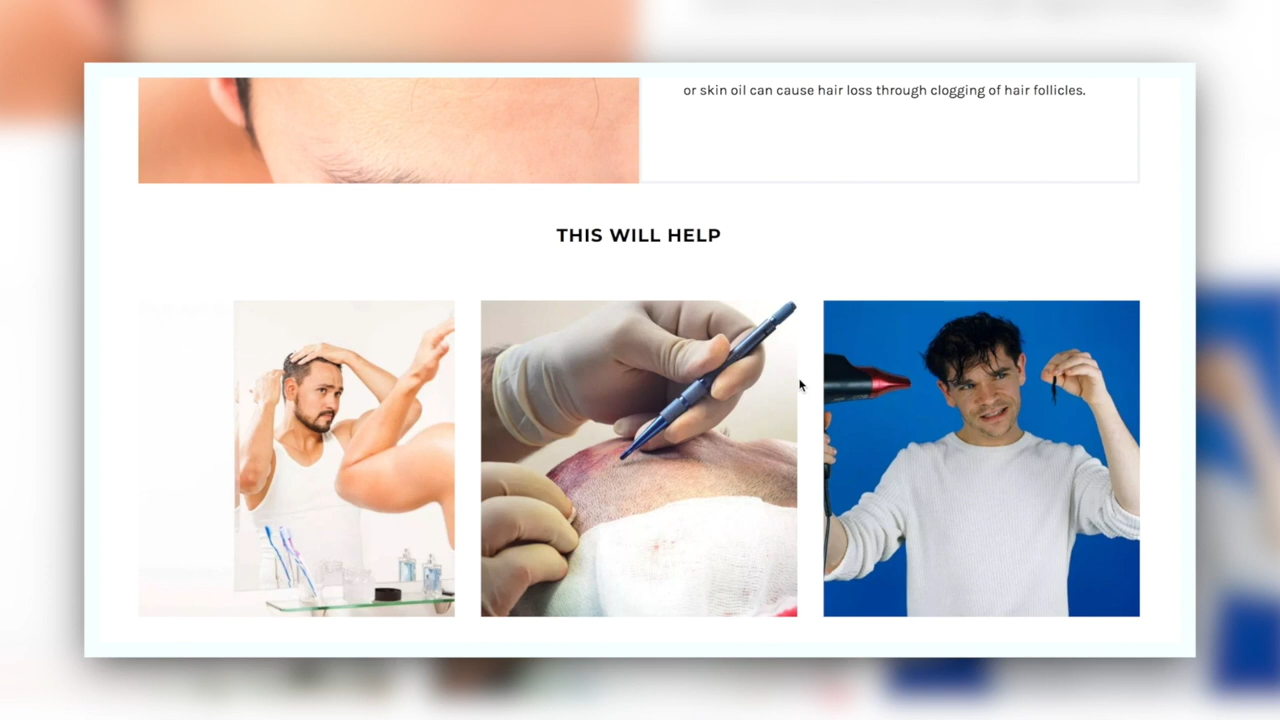 or skin oil can cause hair loss through clogging of hair follicles.
THIS WILL HELP